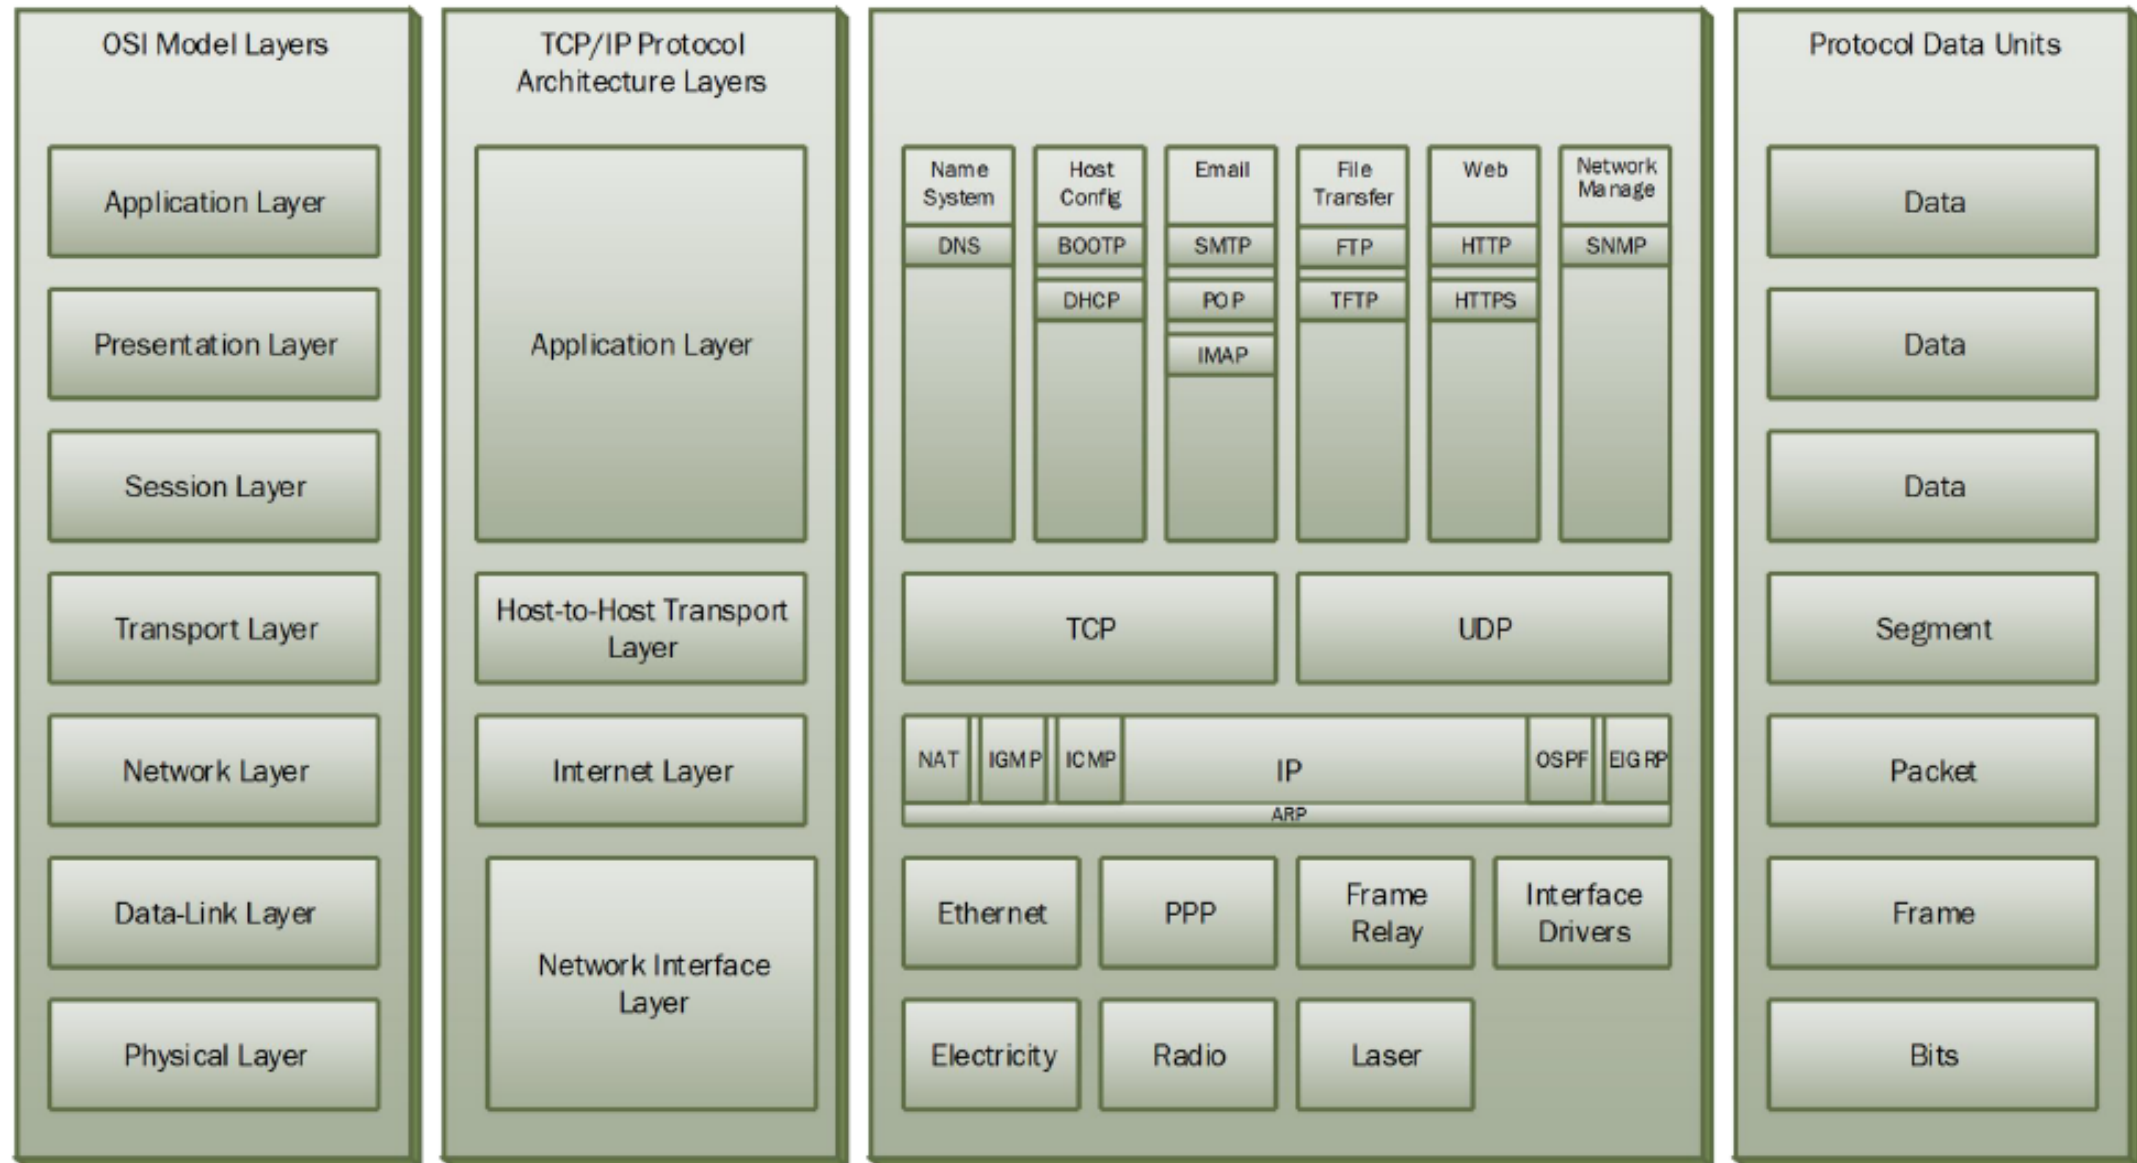 OSI Model Layers
Application Layer
Presentation Layer
Session Layer
Transport Layer
Network Layer
Data-Link Layer
Physical Layer
TCP/IP Protocol
Architecture Layers
Application Layer
Host-to-Host Transport
Layer
Internet Layer
Network Interface
Layer
Name
System
DNS
Host
Config
BOOTP
DHCP
Email
SMTP
POP
IMAP
File
Transfer
FTP
TFTP
Web
HTTP
HTTPS
Network
Manage
SNMP
TCP
UDP
NAT
IGMP
ICMP
IP
OSPF
EIGRP
ARP
Ethernet
PPP
Frame
Relay
Interface
Drivers
Electricity
Radio
Laser
Protocol Data Units
Data
Data
Data
Segment
Packet
Frame
Bits